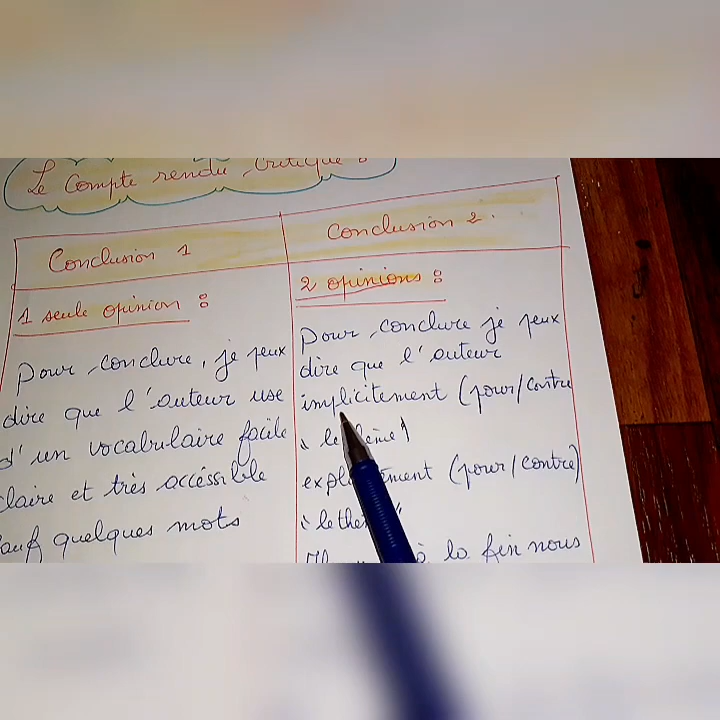 Le Compte rendu critique :
Conclusion 1
1 seule opinion :
Pour conclure, je peux
dire que l'auteur use
d'un vocabulaire facile
claire et très accéssible
sauf quelques mots
Conclusion 2.
2 opinions :
Pour conclure je peux
dire que l'auteur
implicitement (pour/contre
(pour/contre)
à la fin nous